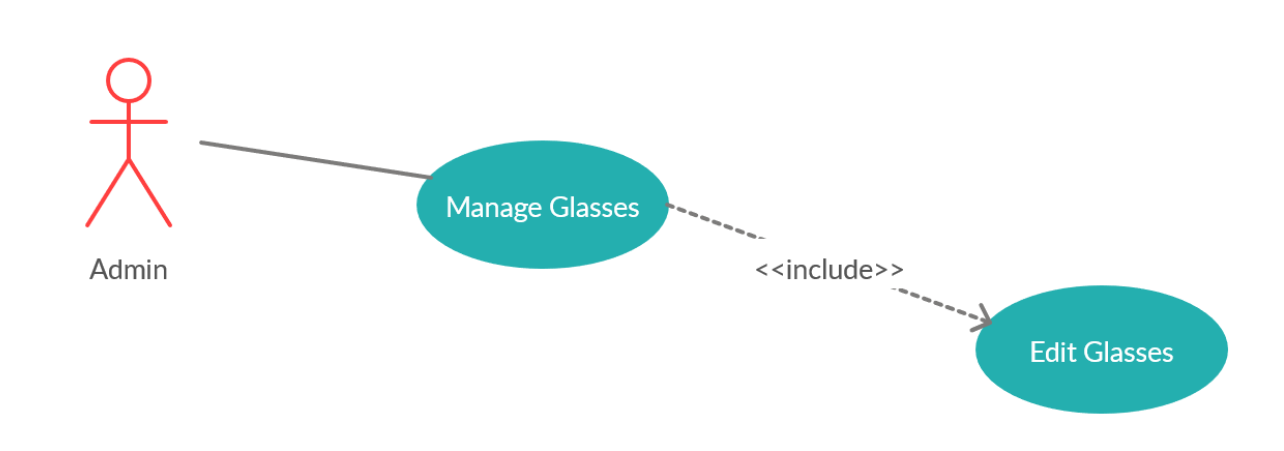 Manage Glasses
Admin
<<include>>
Edit Glasses